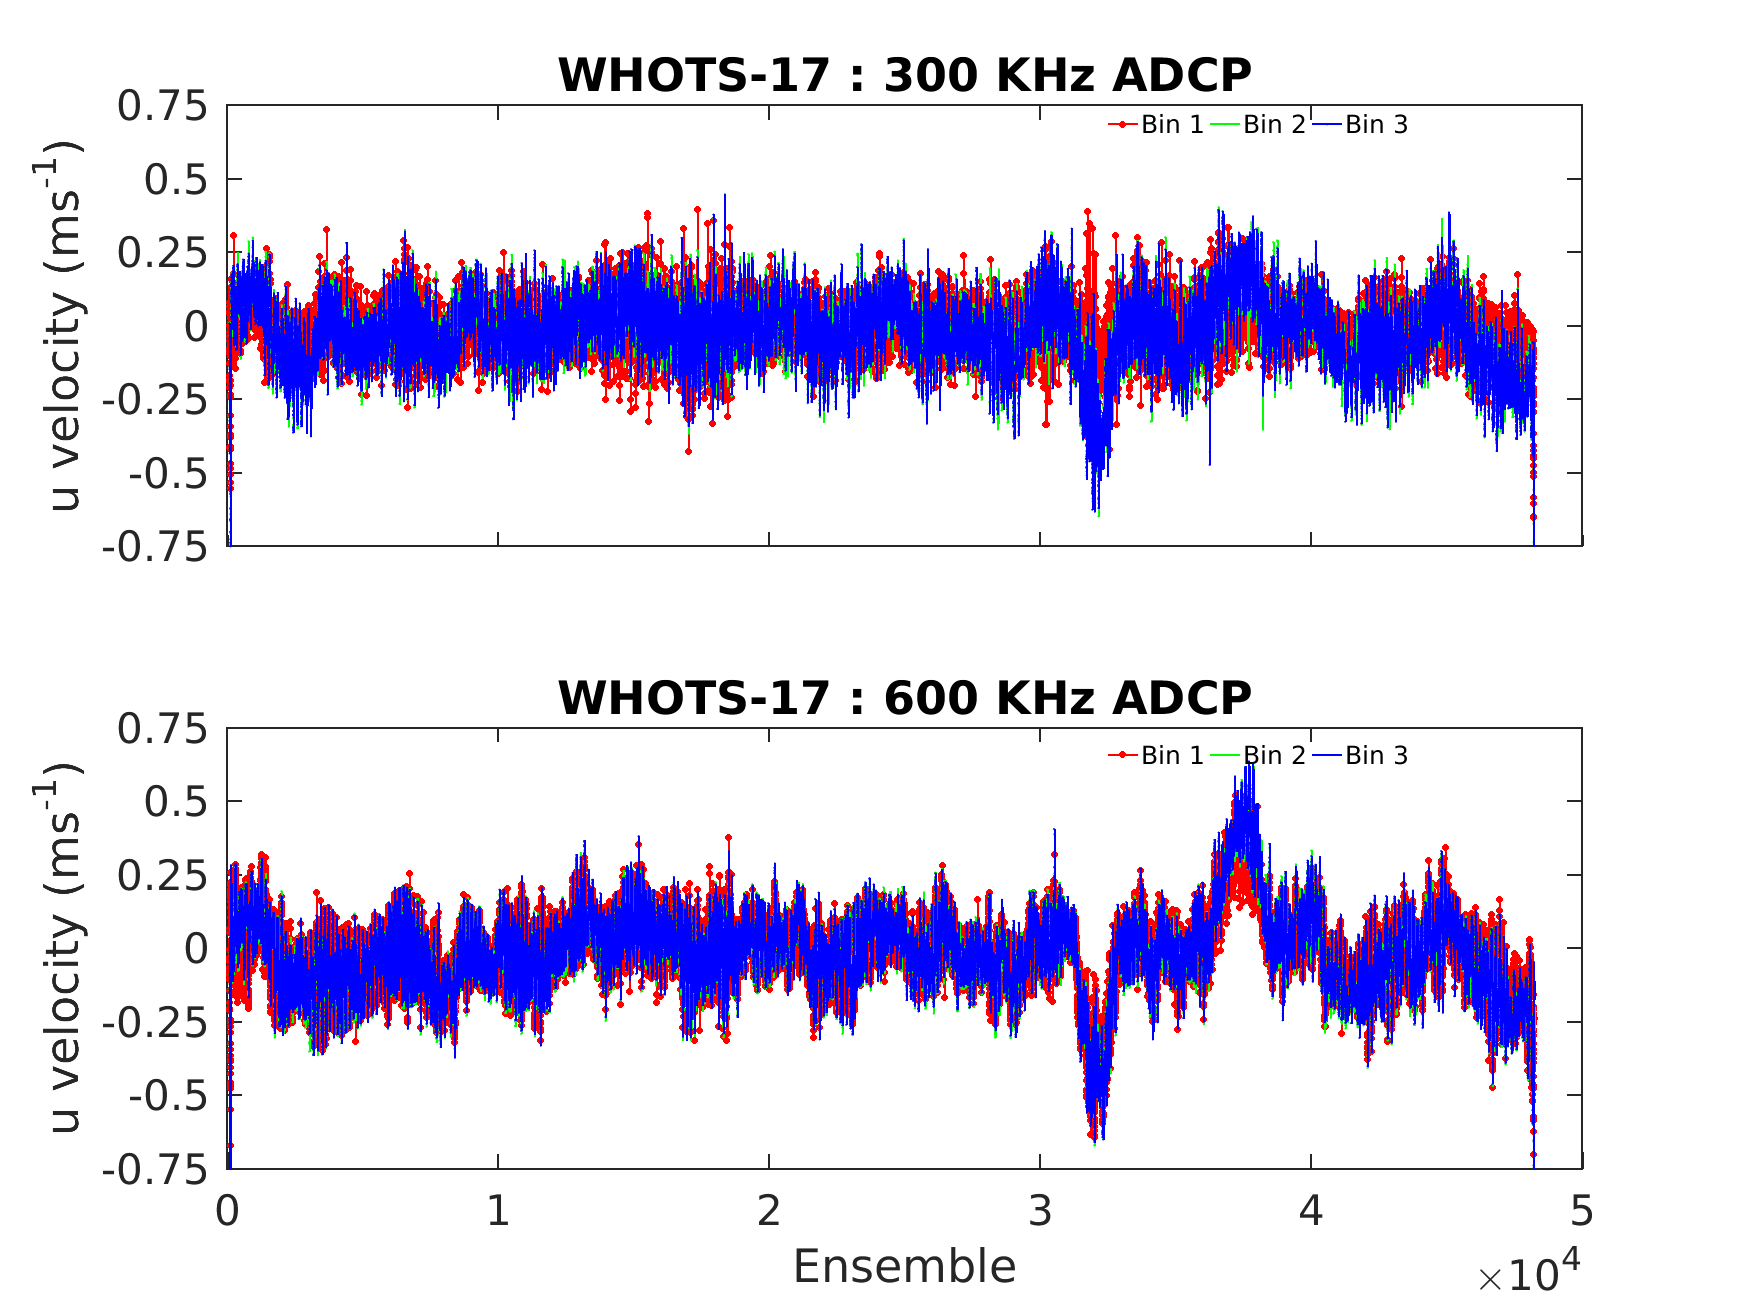 WHOTS-17 : 300 KHz ADCP
0.75
0.5
0.25
0
-0.25
-0.5
-0.75
u velocity (ms⁻¹)
Bin 1 Bin 2 Bin 3
WHOTS-17 : 600 KHz ADCP
0.75
0.5
0.25
0
-0.25
-0.5
-0.75
u velocity (ms⁻¹)
Bin 1 Bin 2 Bin 3
0 1 2 3 4 5
Ensemble
×10⁴